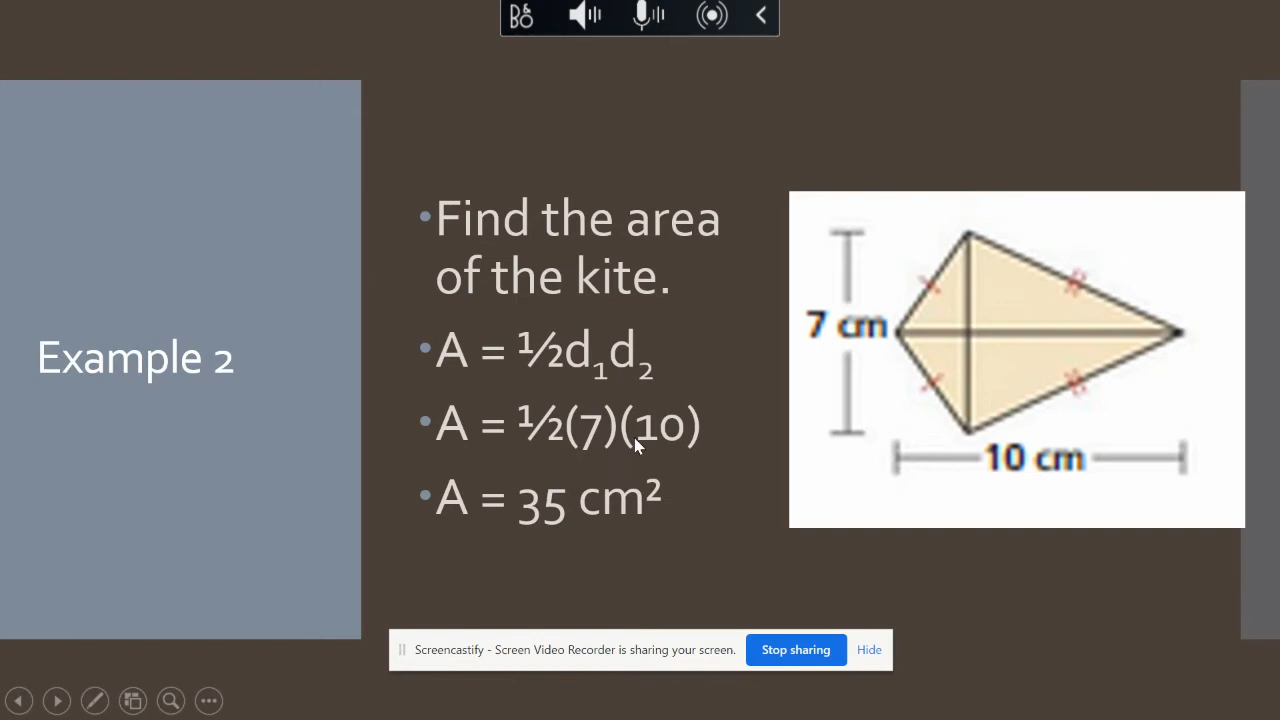 B&O
Example 2
•Find the area
of the kite.
•A = ½d₁d₂
•A = ½(7)(10)
•A = 35 cm²
7 cm
10 cm
Screencastify - Screen Video Recorder is sharing your screen. Stop sharing Hide